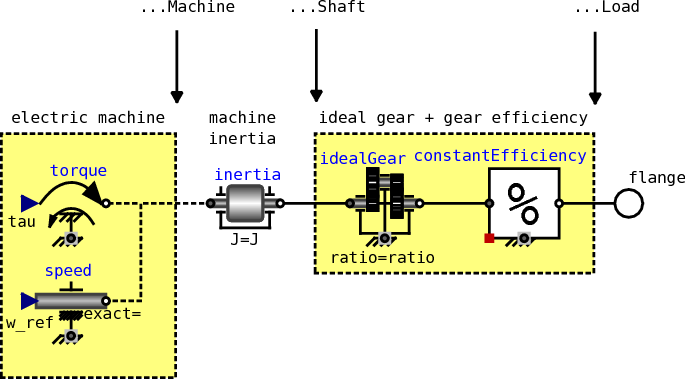 ...Machine
...Shaft
...Load
electric machine
machine
inertia
ideal gear + gear efficiency
torque
inertia
idealGear
constantEfficiency
flange
tau
J=J
ratio=ratio
speed
w_ref
exact=
%